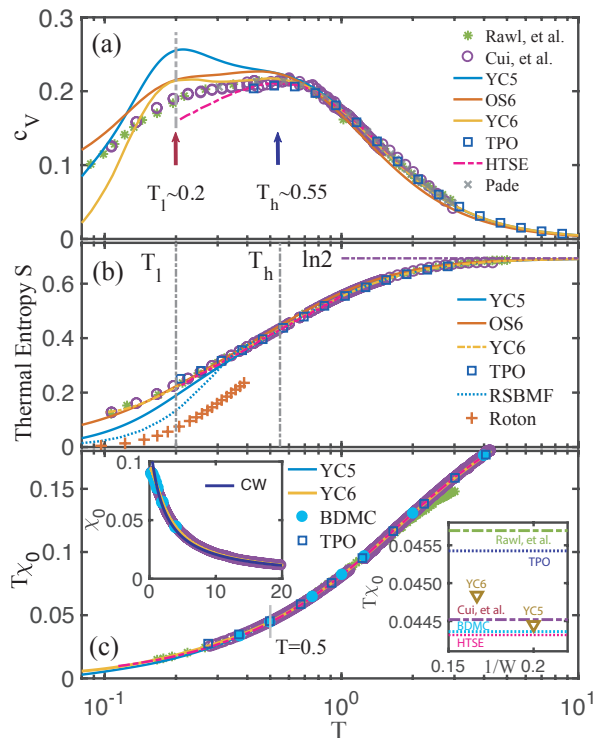 (a)
c_V
0.3
0.2
0.1
0
Rawl, et al.
Cui, et al.
YC5
OS6
YC6
TPO
HTSE
Pade
T_l~0.2
T_h~0.55
(b)
Thermal Entropy S
0.6
0.4
0.2
0
T_l
T_h
ln2
YC5
OS6
YC6
TPO
RSBMF
Roton
(c)
Tχ_0
0.15
0.1
0.05
0
χ_0
0.1
0.05
0
0
20
CW
YC5
YC6
BDMC
TPO
T=0.5
Tχ_0
0.0455
0.045
0.0445
Rawl, et al.
TPO
YC6
Cui, et al.
YC5
BDMC
HTSE
0.15
1/W
0.2
10^-1
10^0
10^1
T